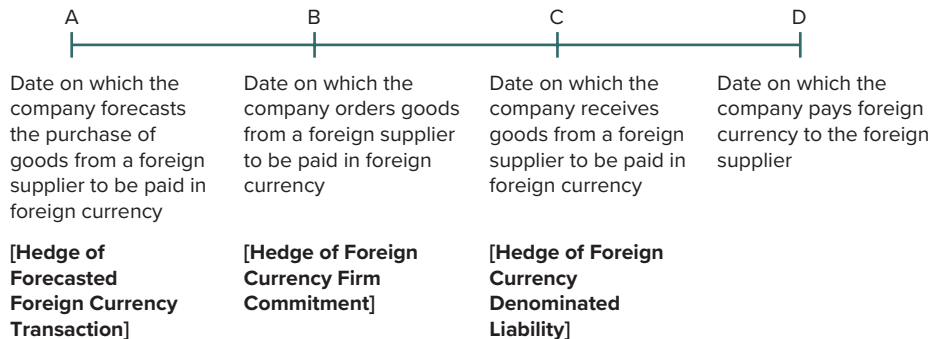 A
B
C
D
Date on which the
company forecasts
the purchase of
goods from a foreign
supplier to be paid in
foreign currency
[Hedge of
Forecasted
Foreign Currency
Transaction]
Date on which the
company orders goods
from a foreign supplier
to be paid in foreign
currency
[Hedge of Foreign
Currency Firm
Commitment]
Date on which the
company receives
goods from a foreign
supplier to be paid in
foreign currency
[Hedge of Foreign
Currency
Denominated
Liability]
Date on which the
company pays foreign
currency to the foreign
supplier